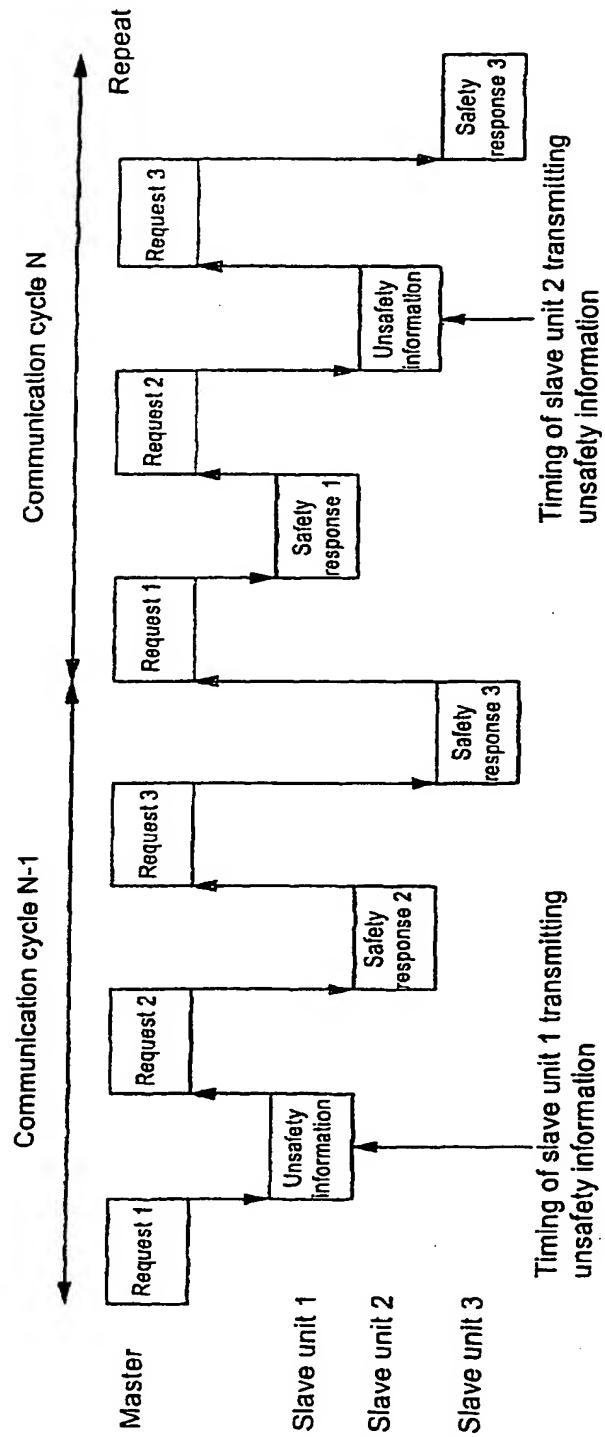 Communication cycle N-1
Communication cycle N
Repeat
Master
Request 1
Request 2
Request 3
Request 1
Request 2
Request 3
Slave unit 1
Unsafety
information
Safety
response 1
Slave unit 2
Safety
response 2
Unsafety
information
Slave unit 3
Safety
response 3
Safety
response 3
Timing of slave unit 1 transmitting
unsafety information
Timing of slave unit 2 transmitting
unsafety information